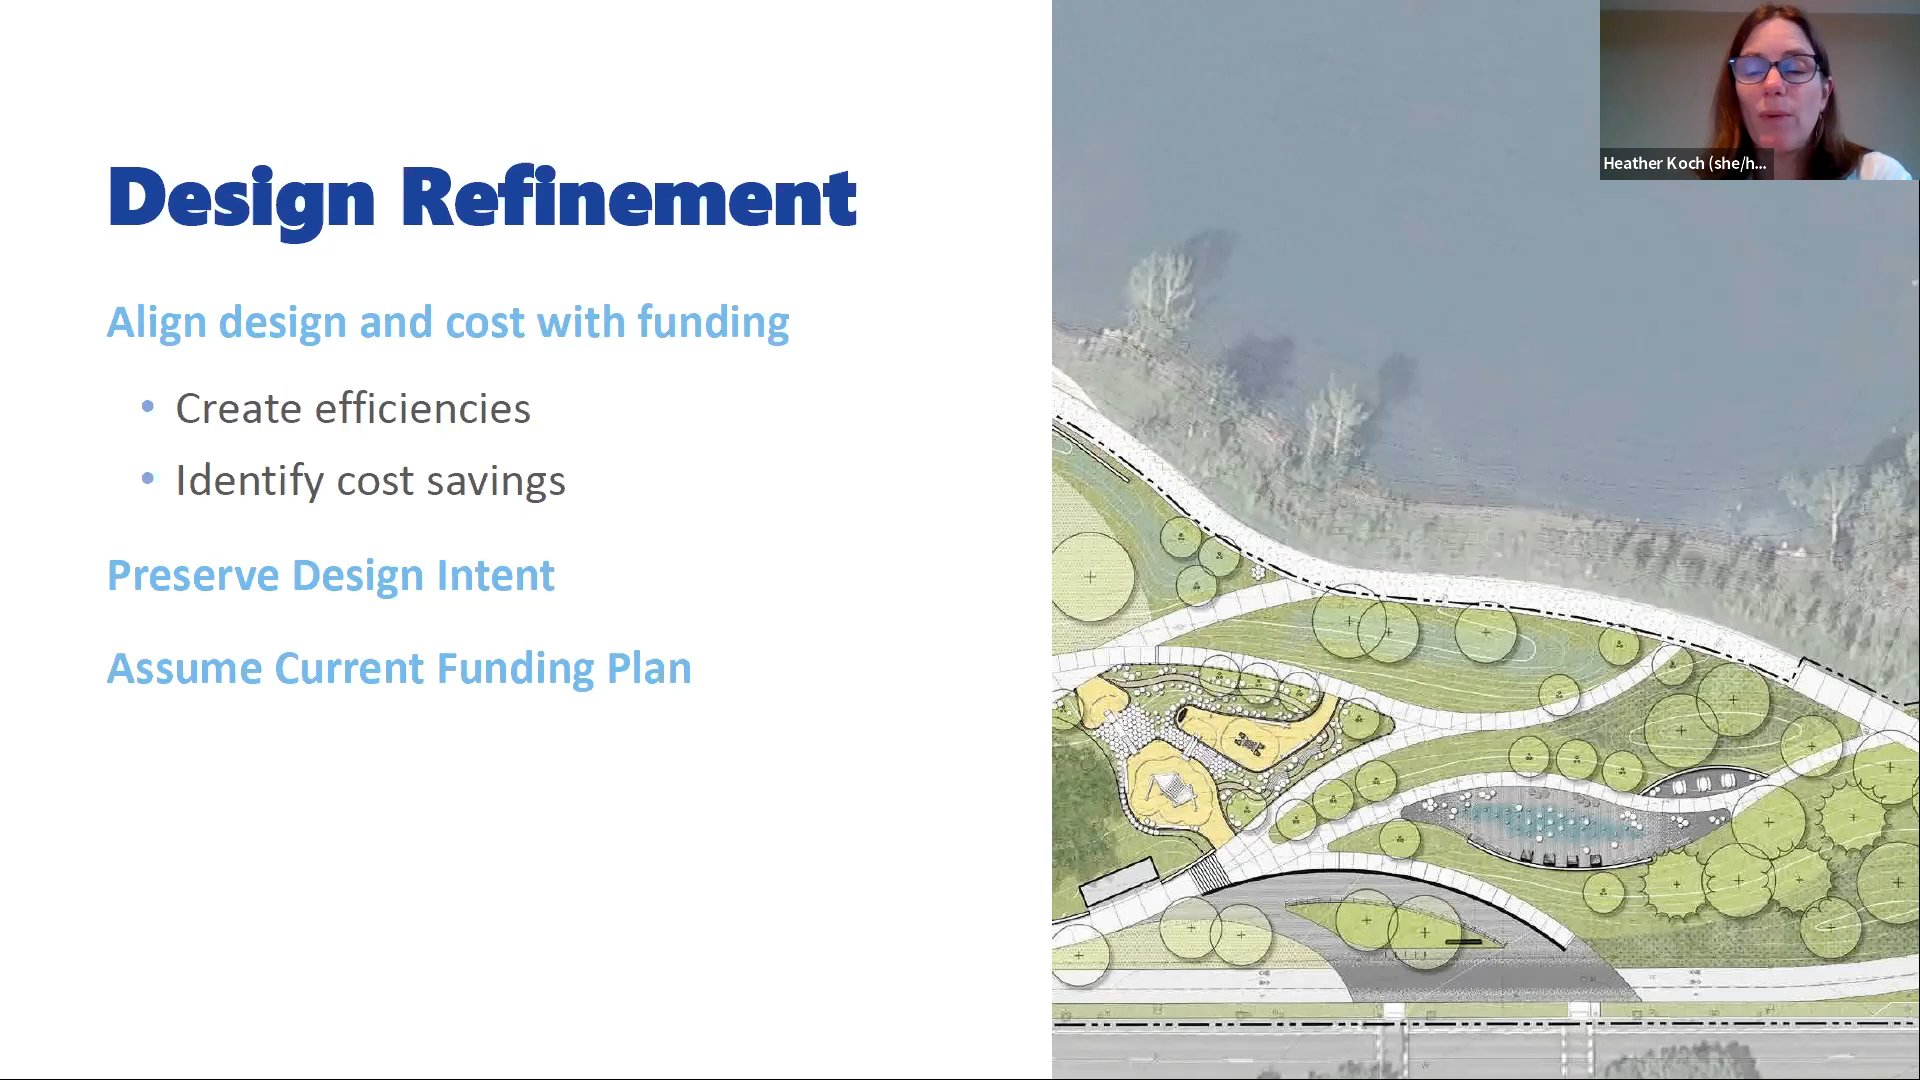 Design Refinement
Align design and cost with funding
• Create efficiencies
• Identify cost savings
Preserve Design Intent
Assume Current Funding Plan
Heather Koch (she/h...